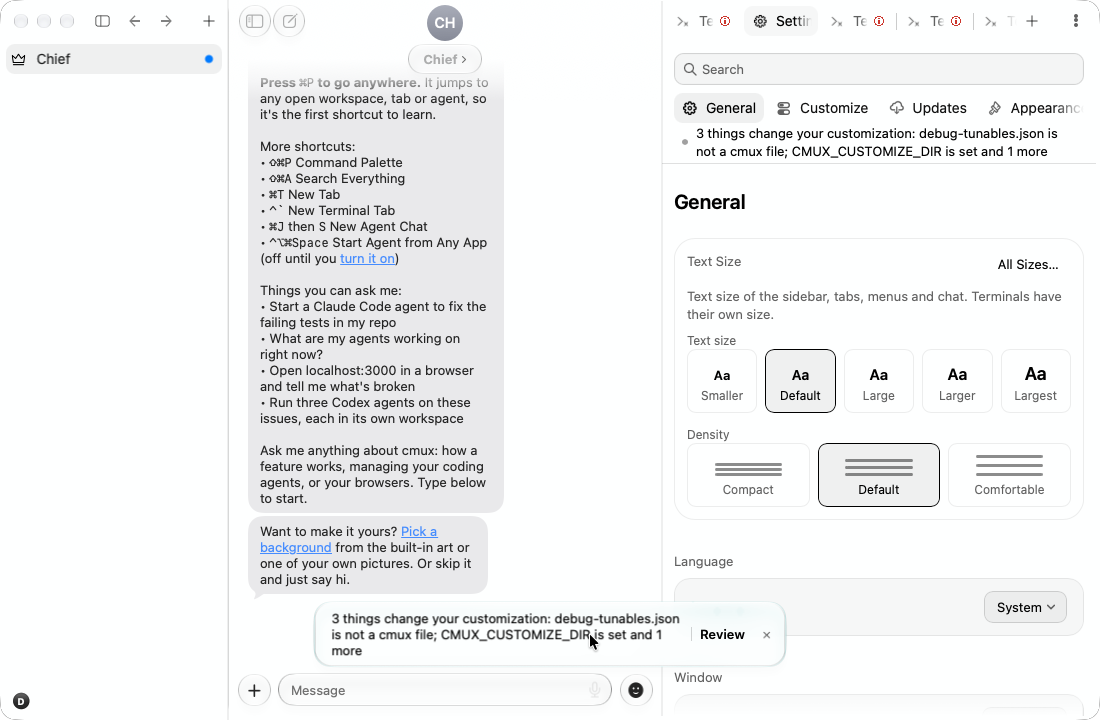 Chief
CH
Chief
Press ⌘P to go anywhere. It jumps to
any open workspace, tab or agent, so
it's the first shortcut to learn.
More shortcuts:
• ⇧⌘P Command Palette
• ⇧⌘A Search Everything
• ⌘T New Tab
• ^` New Terminal Tab
• ⌘J then S New Agent Chat
• ^⌥⌘Space Start Agent from Any App
(off until you turn it on)
Things you can ask me:
• Start a Claude Code agent to fix the
failing tests in my repo
• What are my agents working on
right now?
• Open localhost:3000 in a browser
and tell me what's broken
• Run three Codex agents on these
issues, each in its own workspace
Ask me anything about cmux: how a
feature works, managing your coding
agents, or your browsers. Type below
to start.
Want to make it yours? Pick a
background from the built-in art or
one of your own pictures. Or skip it
and just say hi.
3 things change your customization: debug-tunables.json
is not a cmux file; CMUX_CUSTOMIZE_DIR is set and 1
more
Review
Message
D
Te
Settin
Te
Te
T
Search
General
Customize
Updates
Appearanc
3 things change your customization: debug-tunables.json is
not a cmux file; CMUX_CUSTOMIZE_DIR is set and 1 more
General
Text Size
All Sizes...
Text size of the sidebar, tabs, menus and chat. Terminals have
their own size.
Text size
Aa Aa Aa Aa Aa
Smaller Default Large Larger Largest
Density
Compact Default Comfortable
Language
System
Window